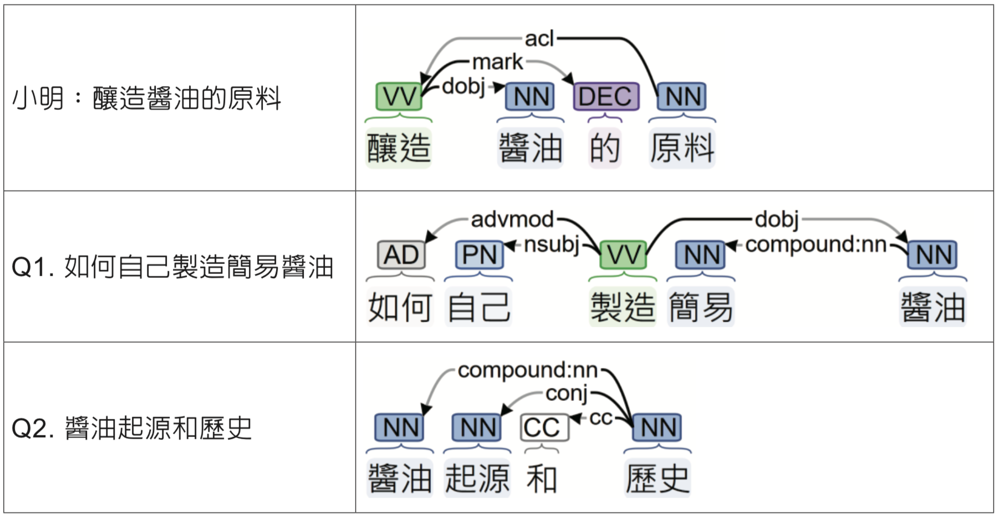 小明：釀造醬油的原料
acl
mark
dobj
VV NN DEC NN
釀造 醬油 的 原料
Q1. 如何自己製造簡易醬油
advmod dobj
nsubj compound:nn
AD PN VV NN NN
如何 自己 製造 簡易 醬油
Q2. 醬油起源和歷史
compound:nn
conj
cc
NN NN CC NN
醬油 起源 和 歷史